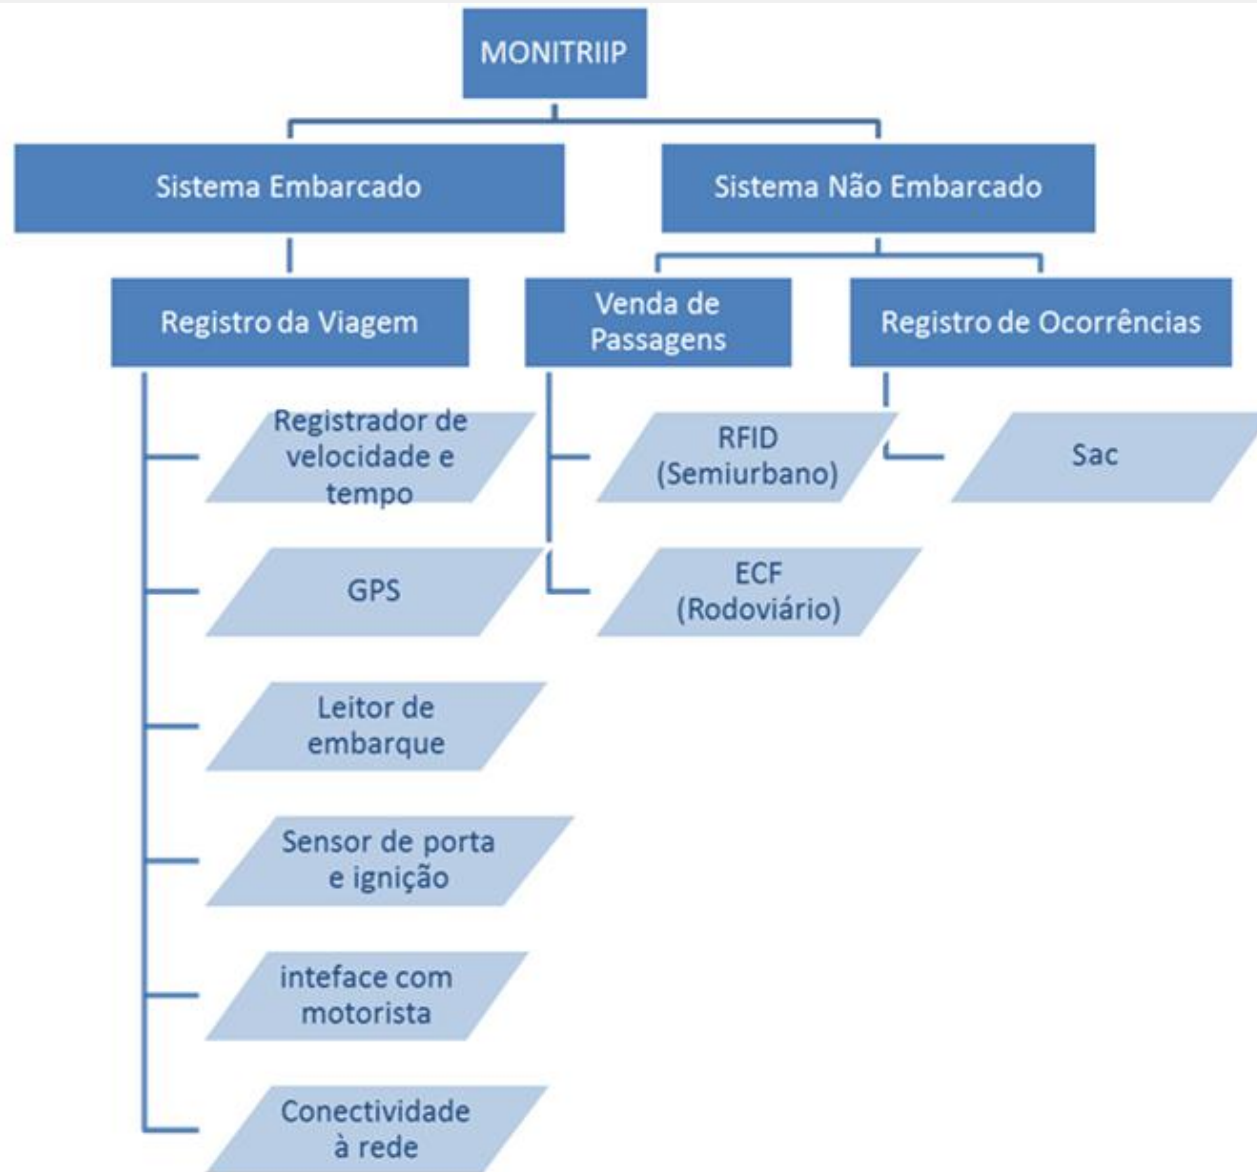 MONITRIIP
Sistema Embarcado
Sistema Não Embarcado
Registro da Viagem
Venda de
Passagens
Registro de Ocorrências
Registrador de
velocidade e
tempo
GPS
Leitor de
embarque
Sensor de porta
e ignição
inteface com
motorista
Conectividade
à rede
RFID
(Semiurbano)
ECF
(Rodoviário)
Sac